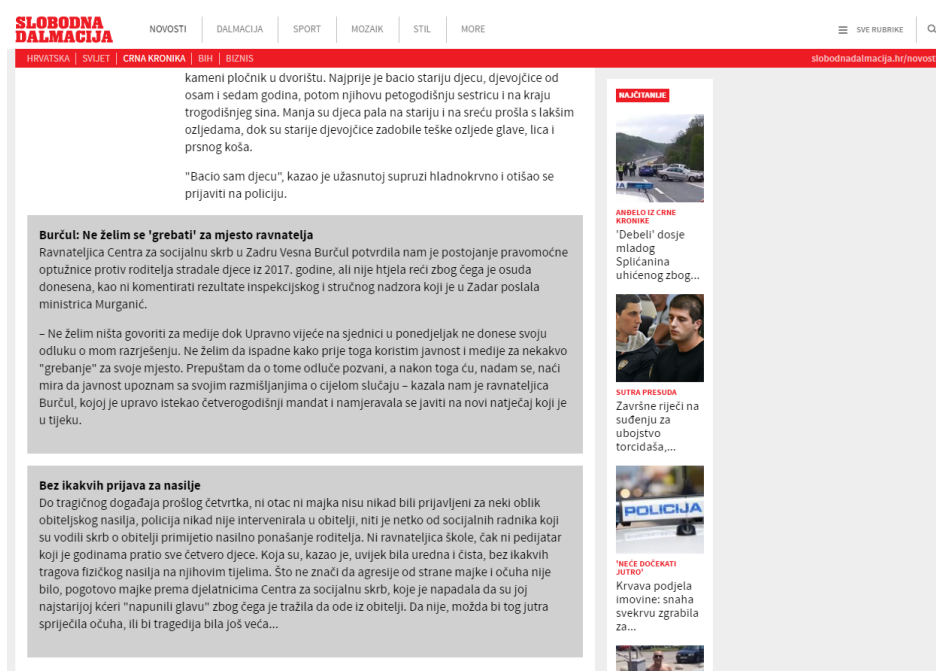 SLOBODNA
DALMACIJA
NOVOSTI DALMACIJA SPORT MOZAIK STIL MORE SVE RUBRIKE
HRVATSKA SVIJET CRNA KRONIKA BIH BIZNIS slobodnadalmacija.hr/novosti
kameni pločnik u dvorištu. Najprije je bacio stariju djecu, djevojčice od
osam i sedam godina, potom njihovu petogodišnju sestricu i na kraju
trogodišnjeg sina. Manja su djeca pala na stariju i na sreću prošla s lakšim
ozljedama, dok su starije djevojčice zadobile teške ozljede glave, lica i
prsnog koša.
"Bacio sam djecu", kazao je užasnutoj supruzi hladnokrvno i otišao se
prijaviti na policiju.
Burčul: Ne želim se 'grebati' za mjesto ravnatelja
Ravnateljica Centra za socijalnu skrb u Zadru Vesna Burčul potvrdila nam je postojanje pravomoćne
optužnice protiv roditelja stradale djece iz 2017. godine, ali nije htjela reći zbog čega je osuda
donesena, kao ni komentirati rezultate inspekcijskog i stručnog nadzora koji je u Zadar poslala
ministrica Murganić.
– Ne želim ništa govoriti za medije dok Upravno vijeće na sjednici u ponedjeljak ne donese svoju
odluku o mom razrješenju. Ne želim da ispadne kako prije toga koristim javnost i medije za nekakvo
"grebanje" za svoje mjesto. Prepuštam da o tome odluče pozvani, a nakon toga ću, nadam se, naći
mira da javnost upoznam sa svojim razmišljanjima o cijelom slučaju – kazala nam je ravnateljica
Burčul, kojoj je upravo istekao četverogodišnji mandat i namjeravala se javiti na novi natječaj koji je
u tijeku.
Bez ikakvih prijava za nasilje
Do tragičnog događaja prošlog četvrtka, ni otac ni majka nisu nikad bili prijavljeni za neki oblik
obiteljskog nasilja, policija nikad nije intervenirala u obitelji, niti je netko od socijalnih radnika koji
su vodili skrb o obitelji primijetio nasilno ponašanje roditelja. Ni ravnateljica škole, čak ni pedijatar
koji je godinama pratio sve četvero djece. Koja su, kazao je, uvijek bila uredna i čista, bez ikakvih
tragova fizičkog nasilja na njihovim tijelima. Što ne znači da agresije od strane majke i očuha nije
bilo, pogotovo majke prema djelatnicima Centra za socijalnu skrb, koje je napadala da su joj
najstarijoj kćeri "napunili glavu" zbog čega je tražila da ode iz obitelji. Da nije, možda bi tog jutra
spriječila očuha, ili bi tragedija bila još veća...
NAJČITANIJE
ANĐELO IZ CRNE
KRONIKE
'Debeli' dosje
mladog
Splićanina
uhićenog zbog...
SUTRA PRESUDA
Završne riječi na
suđenju za
ubojstvo
torcidaša,...
POLICIJA
'NEĆE DOČEKATI
JUTRO'
Krvava podjela
imovine: snaha
svekrvu zgrabila
za...